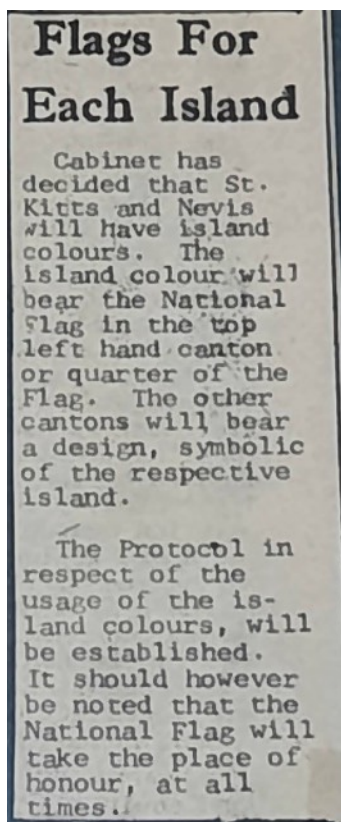 Flags For
Each Island
Cabinet has
decided that St.
Kitts and Nevis
will have island
colours. The
island colour will
bear the National
Flag in the top
left hand canton
or quarter of the
Flag. The other
cantons will bear
a design, symbolic
of the respective
island.
The Protocol in
respect of the
usage of the is-
land colours, will
be established.
It should however
be noted that the
National Flag will
take the place of
honour, at all
times.